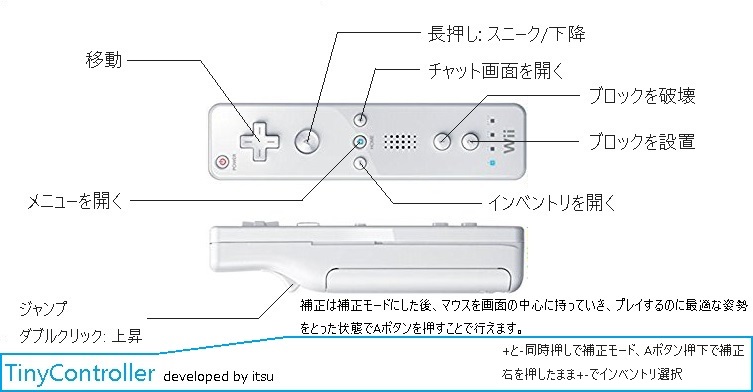 長押し: スニーク/下降
移動
チャット画面を開く
ブロックを破壊
ブロックを設置
POWER
HOME
Wii
メニューを開く
インベントリを開く
ジャンプ
ダブルクリック: 上昇
補正は補正モードにした後、マウスを画面の中心に持っていき、プレイするのに最適な姿勢
をとった状態でAボタンを押すことで行えます。
TinyController developed by itsu
+と-同時押しで補正モード、Aボタン押下で補正
右を押したまま+-でインベントリ選択